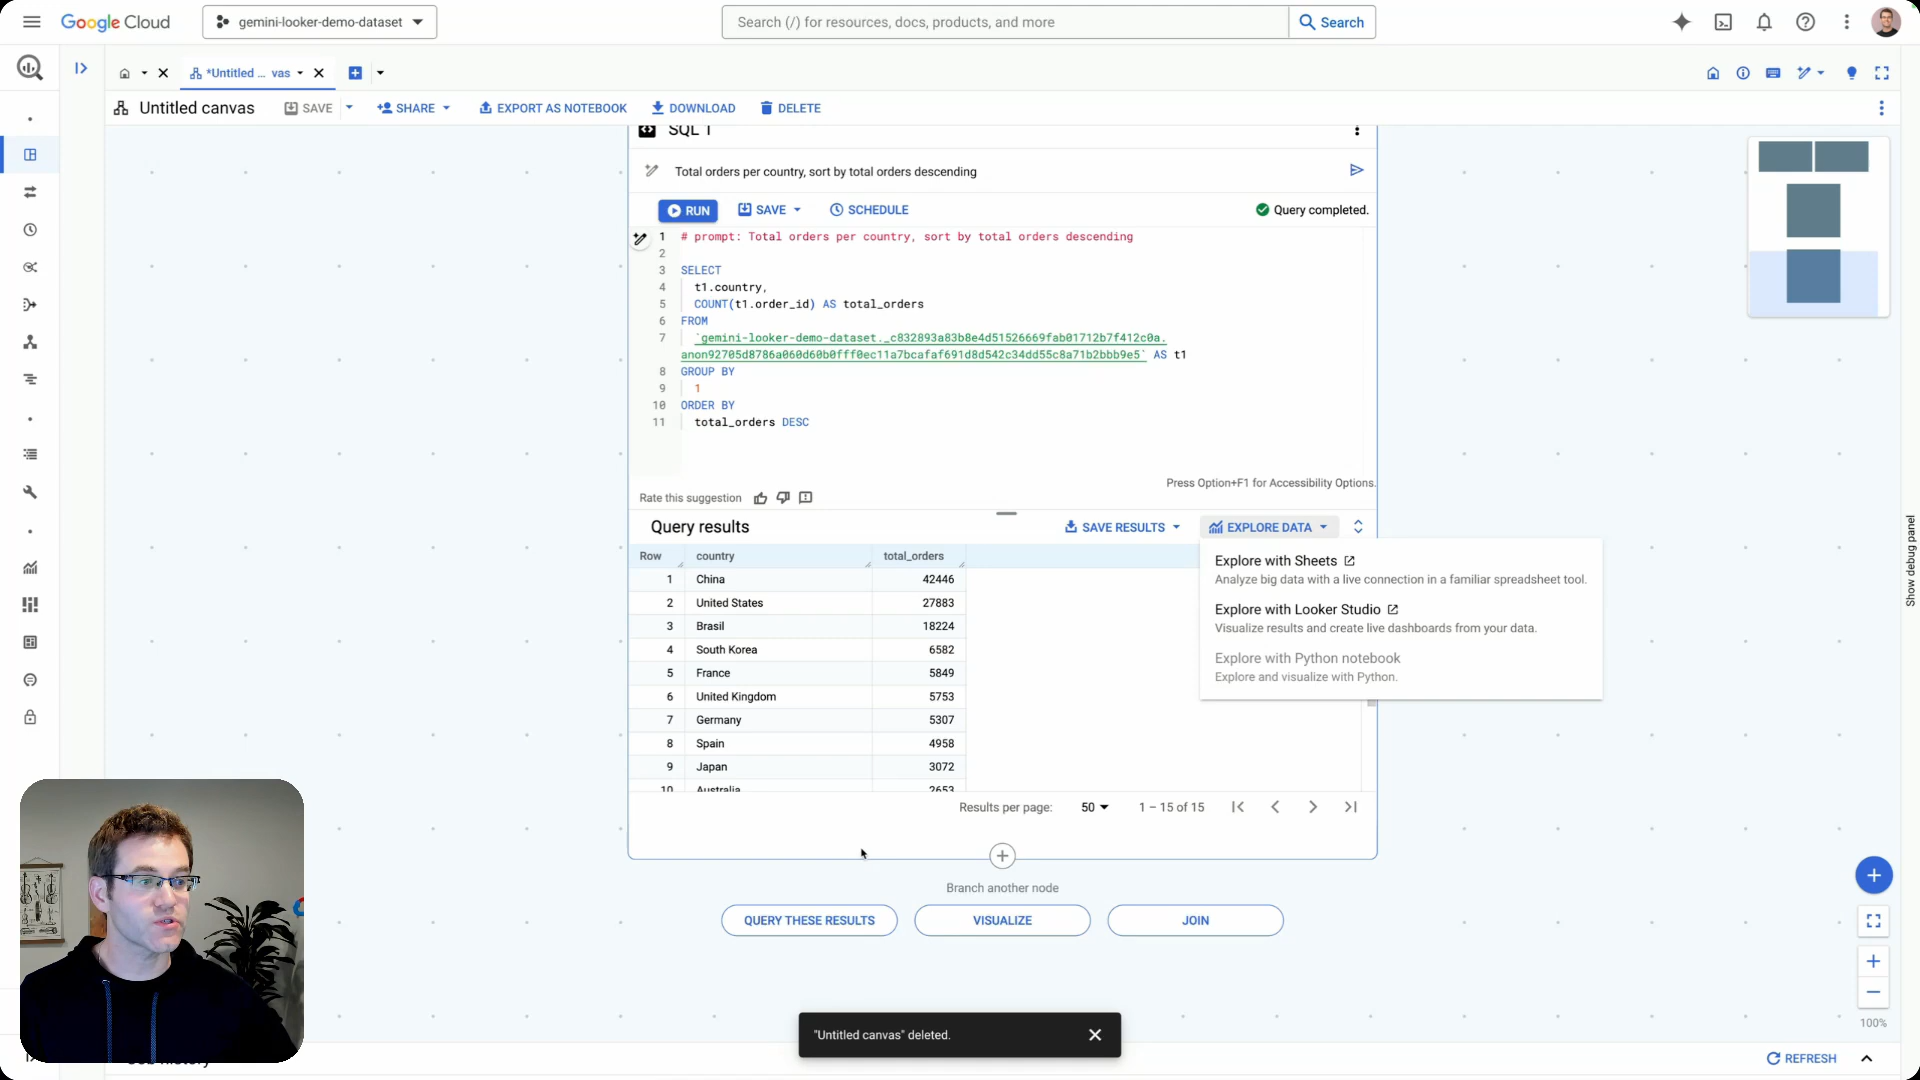 Google Cloud
gemini-looker-demo-dataset
Search (/) for resources, docs, products, and more
Search
*Untitled ... vas
Untitled canvas
SAVE
SHARE
EXPORT AS NOTEBOOK
DOWNLOAD
DELETE
SQL 1
Total orders per country, sort by total orders descending
RUN
SAVE
SCHEDULE
Query completed.
1 # prompt: Total orders per country, sort by total orders descending
2
3 SELECT
4 t1.country,
5 COUNT(t1.order_id) AS total_orders
6 FROM
7 `gemini-looker-demo-dataset._c832893a83b8e4d51526669fab01712b7f412c0a.
anon92705d8786a060d60b0fff0ec11a7bcafaf691d8d542c34dd55c8a71b2bbb9e5` AS t1
8 GROUP BY
9 1
10 ORDER BY
11 total_orders DESC
Press Option+F1 for Accessibility Options.
Rate this suggestion
Query results
SAVE RESULTS
EXPLORE DATA
Row country total_orders
1 China 42446
2 United States 27883
3 Brasil 18224
4 South Korea 6582
5 France 5849
6 United Kingdom 5753
7 Germany 5307
8 Spain 4958
9 Japan 3072
10 Australia 2653
Explore with Sheets
Analyze big data with a live connection in a familiar spreadsheet tool.
Explore with Looker Studio
Visualize results and create live dashboards from your data.
Explore with Python notebook
Explore and visualize with Python.
Results per page: 50 1 – 15 of 15
Branch another node
QUERY THESE RESULTS
VISUALIZE
JOIN
"Untitled canvas" deleted.
100%
Show debug panel
Job history
REFRESH